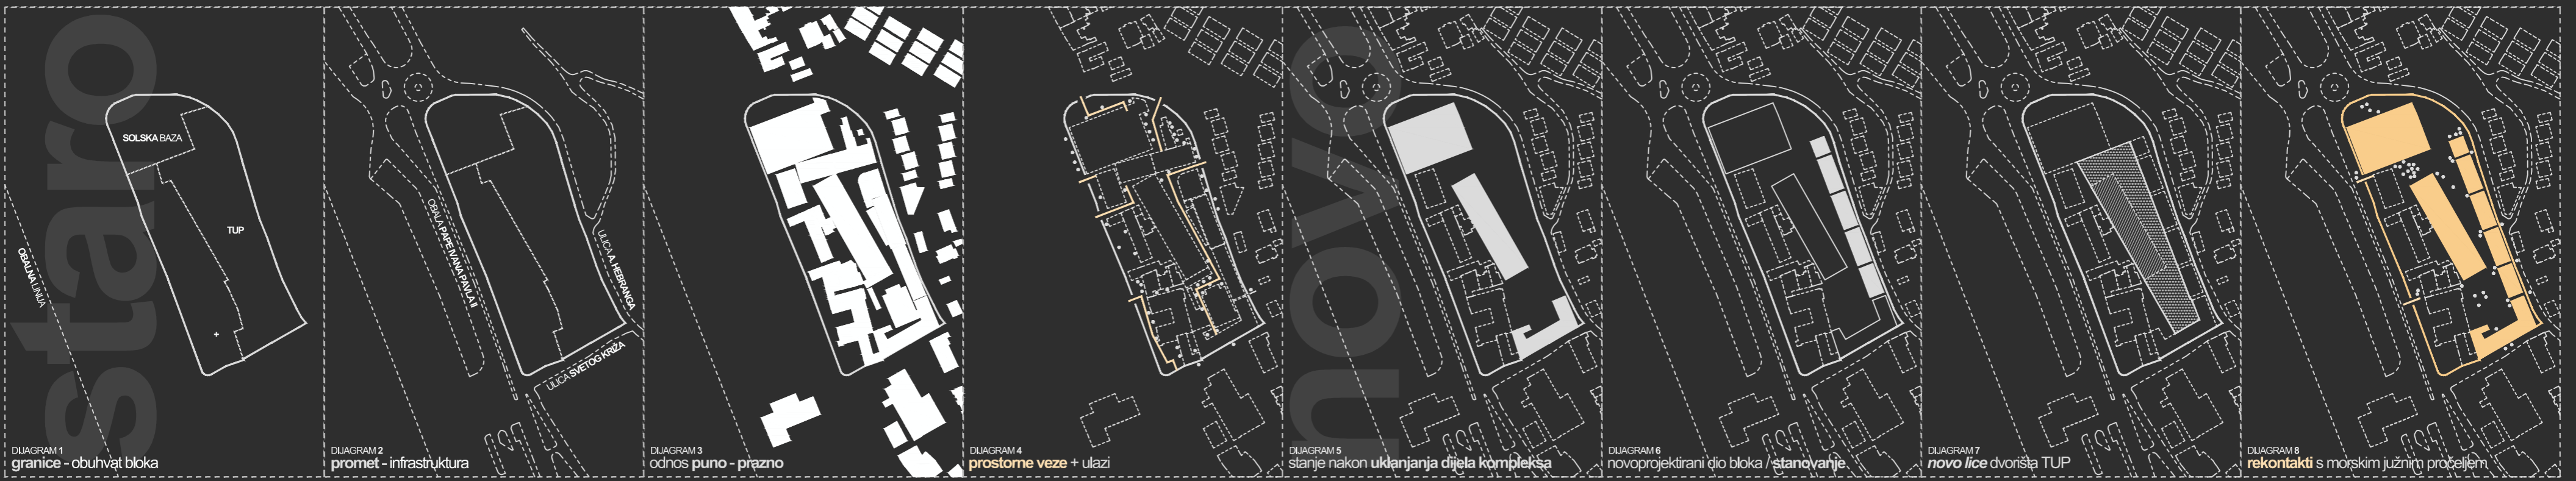 staro
SOLSKA BAZA
TUP
OBALNA LINIJA
DIJAGRAM 1
granice - obuhvat bloka
OBALA PAPE IVANA PAVLA II
ULICA A. HEBRANGA
ULICA SVETOG KRIŽA
DIJAGRAM 2
promet - infrastruktura
DIJAGRAM 3
odnos puno - prazno
DIJAGRAM 4
prostorne veze + ulazi
novo
DIJAGRAM 5
stanje nakon uklanjanja dijela kompleksa
DIJAGRAM 6
novoprojektirani dio bloka / stanovanje
DIJAGRAM 7
novo lice dvorišta TUP
DIJAGRAM 8
rekontakti s morskim južnim pročeljem